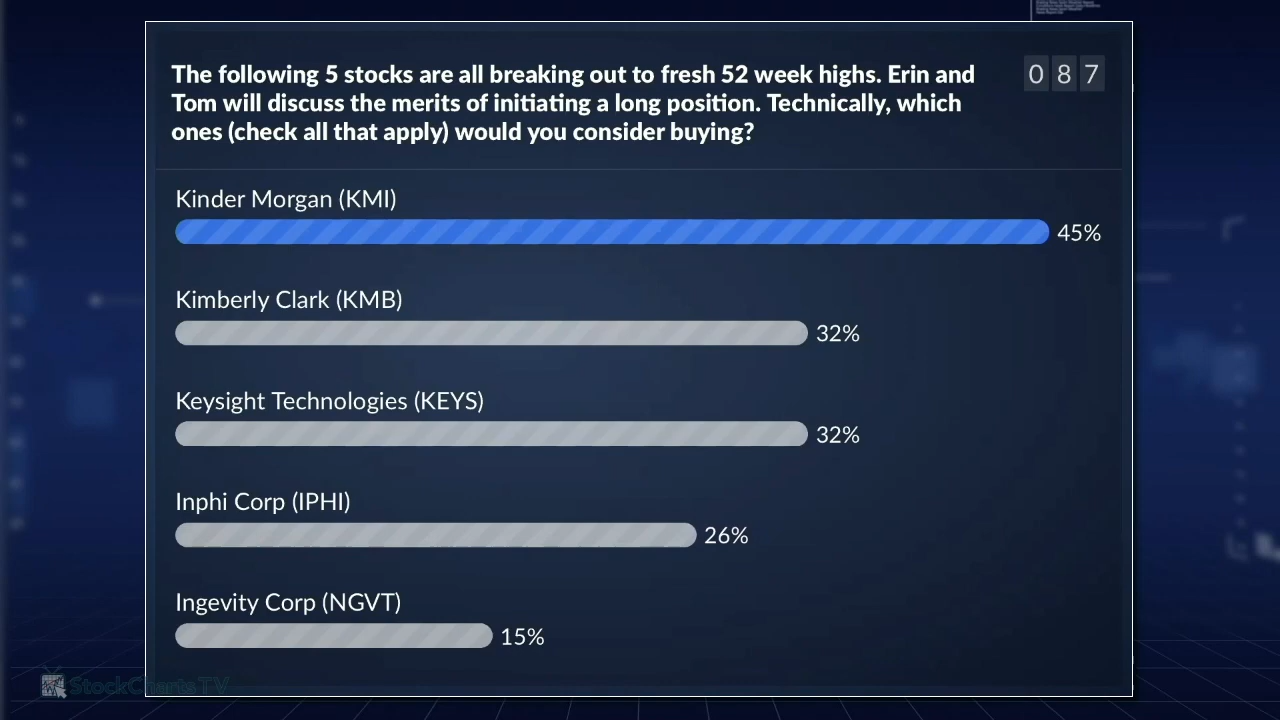 The following 5 stocks are all breaking out to fresh 52 week highs. Erin and
Tom will discuss the merits of initiating a long position. Technically, which
ones (check all that apply) would you consider buying?
087
Kinder Morgan (KMI)
45%
Kimberly Clark (KMB)
32%
Keysight Technologies (KEYS)
32%
Inphi Corp (IPHI)
26%
Ingevity Corp (NGVT)
15%
StockCharts TV